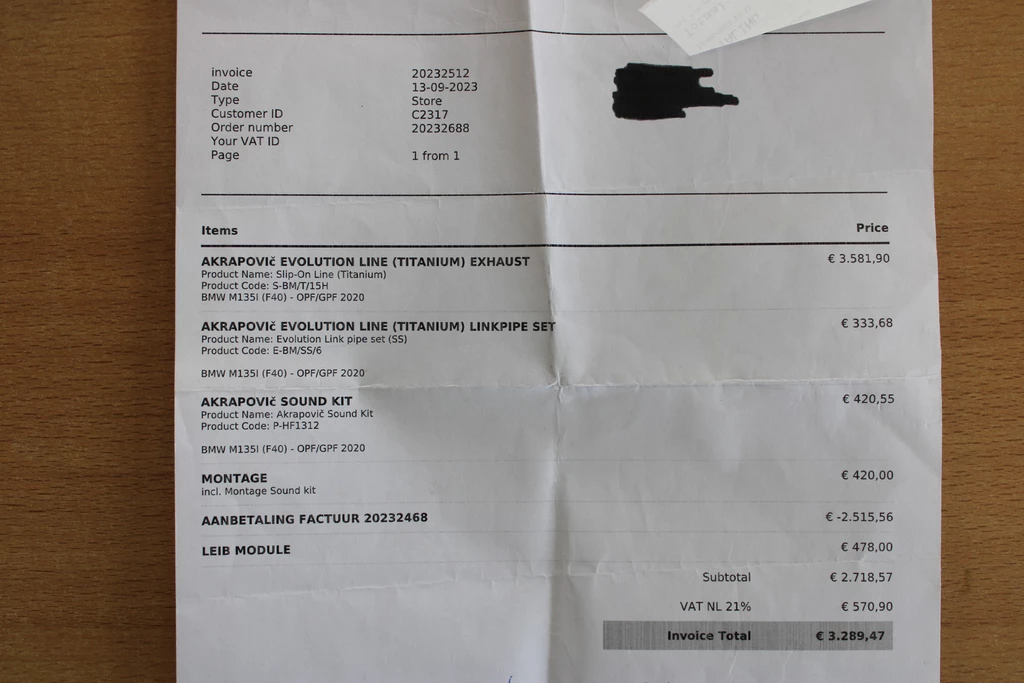 invoice 20232512
Date 13-09-2023
Type Store
Customer ID C2317
Order number 20232688
Your VAT ID
Page 1 from 1
Items Price
AKRAPOVIč EVOLUTION LINE (TITANIUM) EXHAUST € 3.581,90
Product Name: Slip-On Line (Titanium)
Product Code: S-BM/T/15H
BMW M135I (F40) - OPF/GPF 2020
AKRAPOVIč EVOLUTION LINE (TITANIUM) LINKPIPE SET € 333,68
Product Name: Evolution Link pipe set (SS)
Product Code: E-BM/SS/6
BMW M135I (F40) - OPF/GPF 2020
AKRAPOVIč SOUND KIT € 420,55
Product Name: Akrapovič Sound Kit
Product Code: P-HF1312
BMW M135I (F40) - OPF/GPF 2020
MONTAGE € 420,00
incl. Montage Sound kit
AANBETALING FACTUUR 20232468 € -2.515,56
LEIB MODULE € 478,00
Subtotal € 2.718,57
VAT NL 21% € 570,90
Invoice Total € 3.289,47